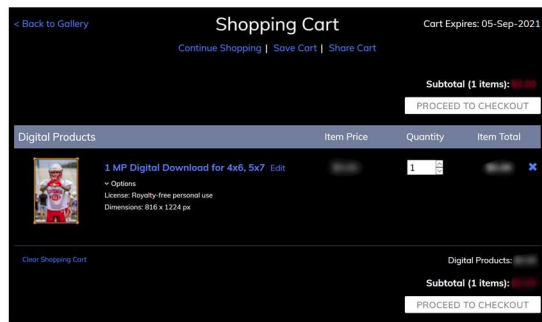 < Back to Gallery
Shopping Cart
Cart Expires: 05-Sep-2021
Continue Shopping | Save Cart | Share Cart
Subtotal (1 items):
PROCEED TO CHECKOUT
Digital Products Item Price Quantity Item Total
1 MP Digital Download for 4x6, 5x7 Edit
1
Options
License: Royalty-free personal use
Dimensions: 816 x 1224 px
Clear Shopping Cart
Digital Products:
Subtotal (1 items):
PROCEED TO CHECKOUT